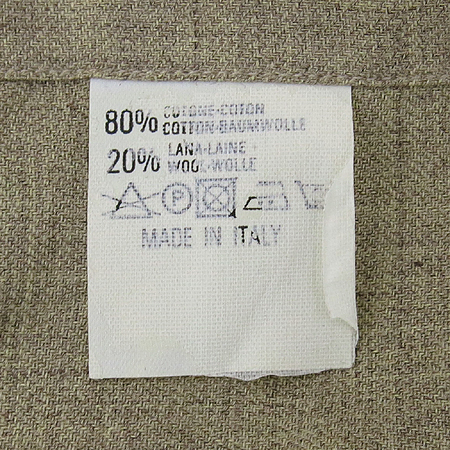 80% COTONE-COTON
COTTON-BAUMWOLLE
20% LANA-LAINE-
WOOL-WOLLE
P
MADE IN ITALY